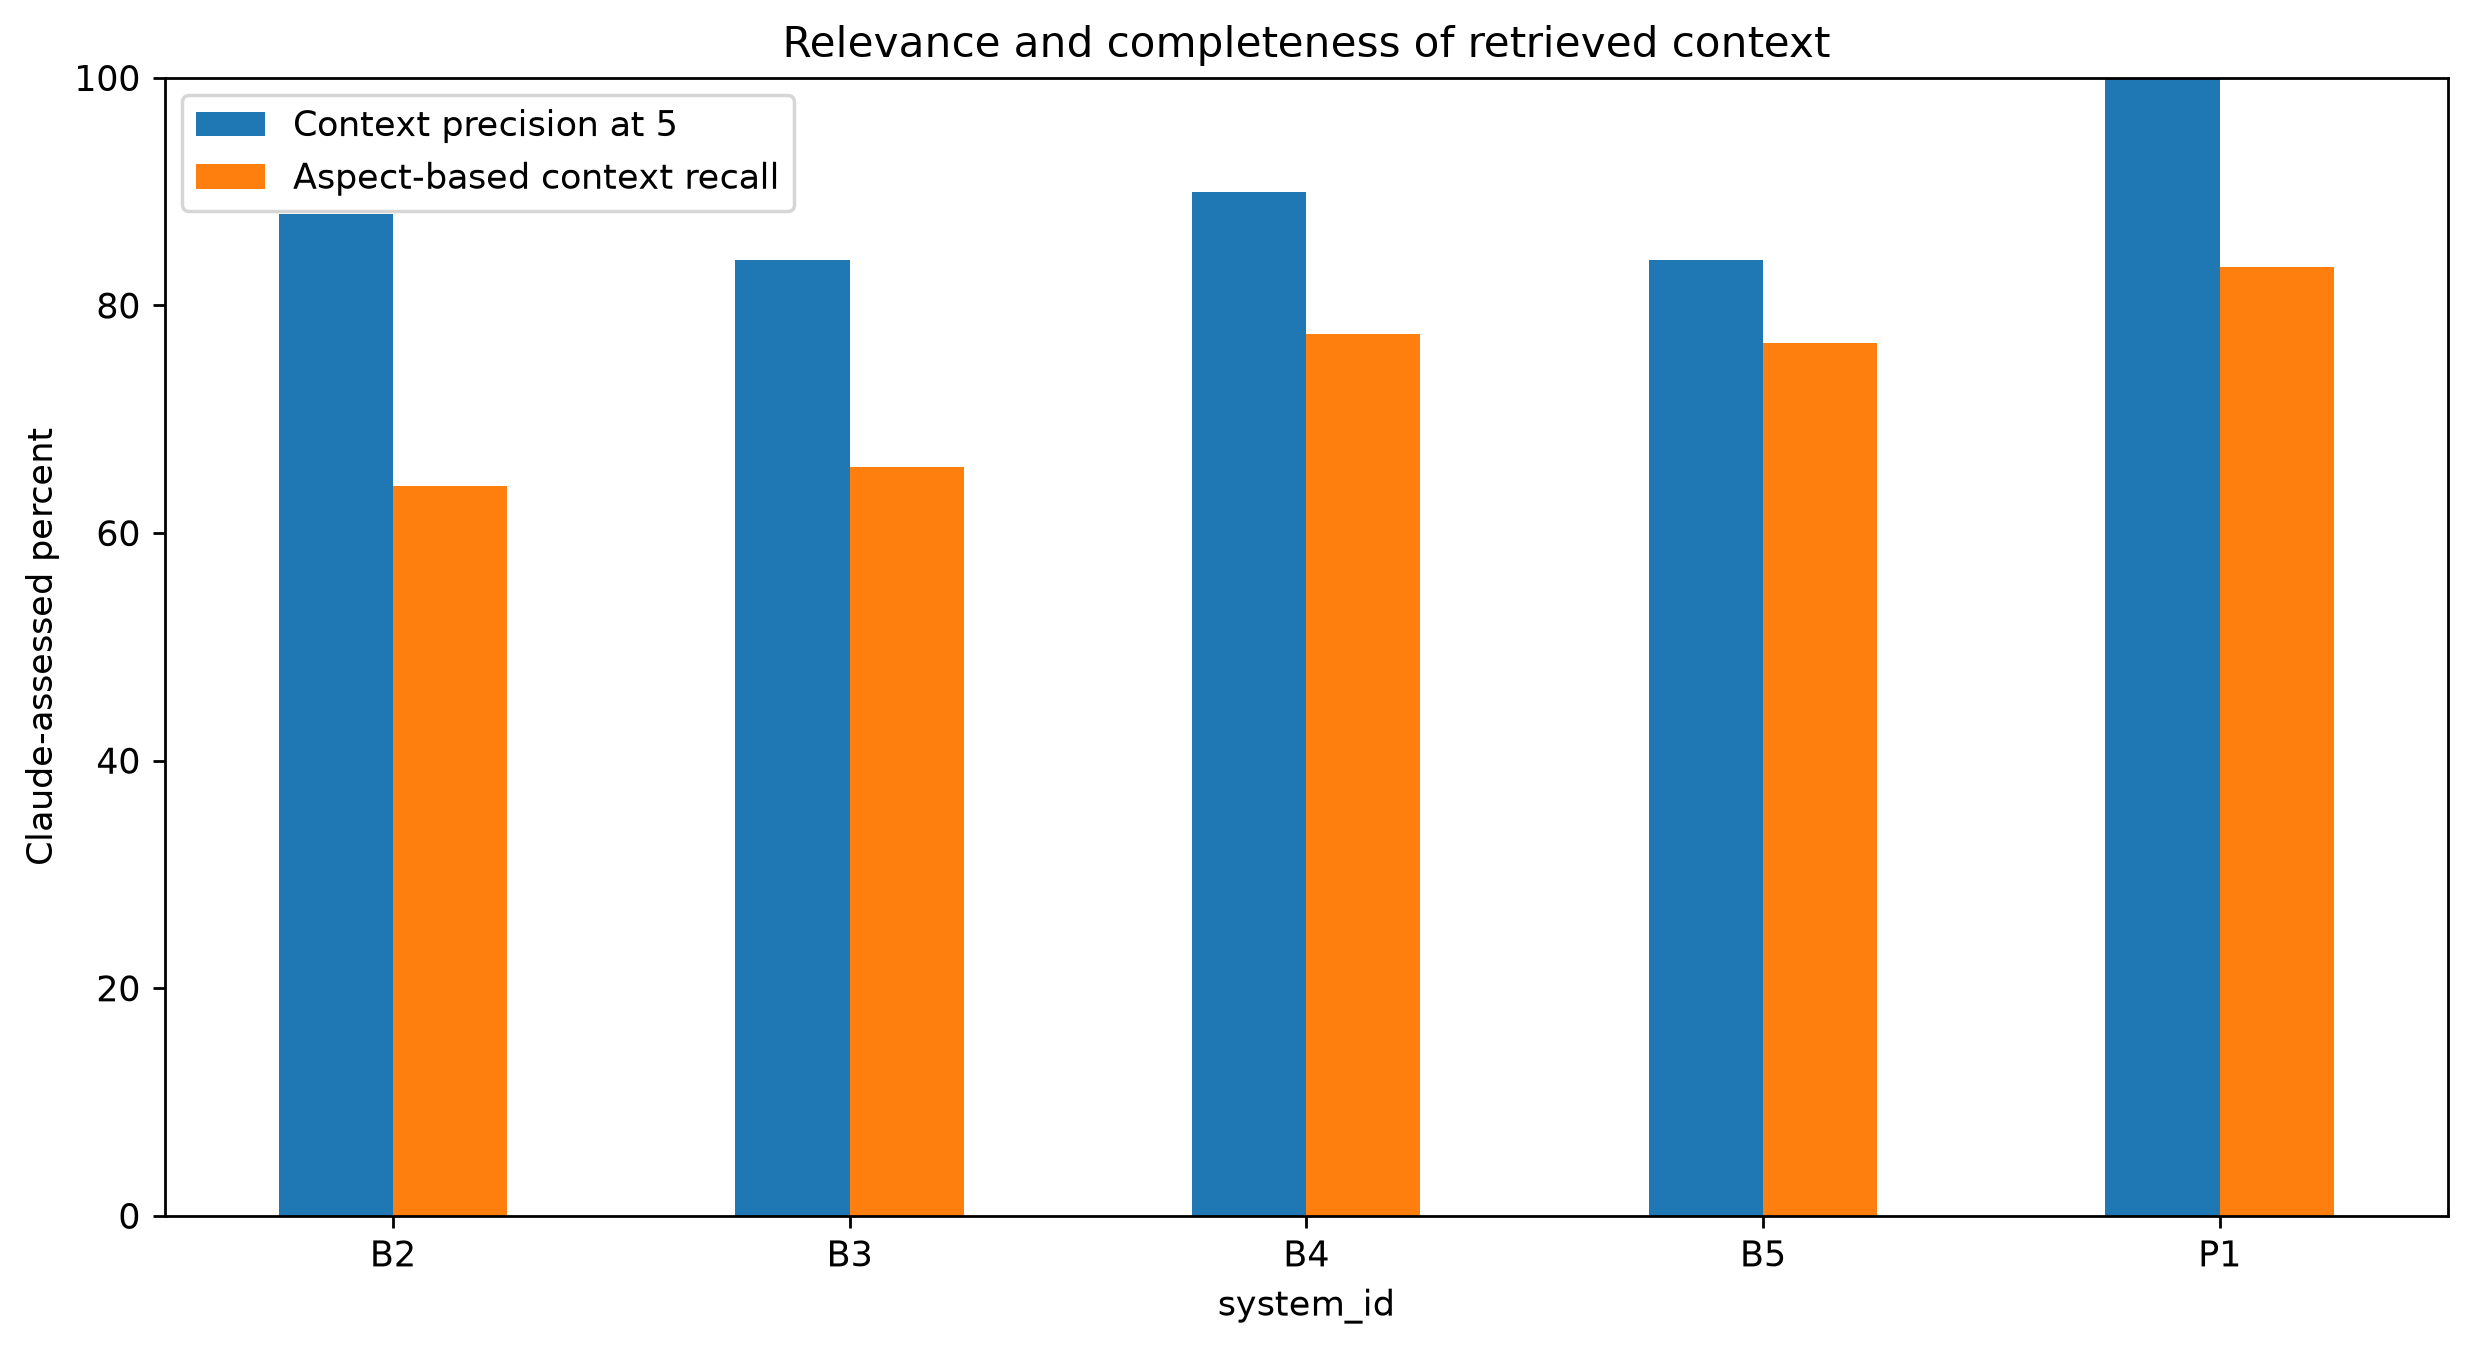 Relevance and completeness of retrieved context
Context precision at 5
Aspect-based context recall
Claude-assessed percent
100
80
60
40
20
0
B2 B3 B4 B5 P1
system_id